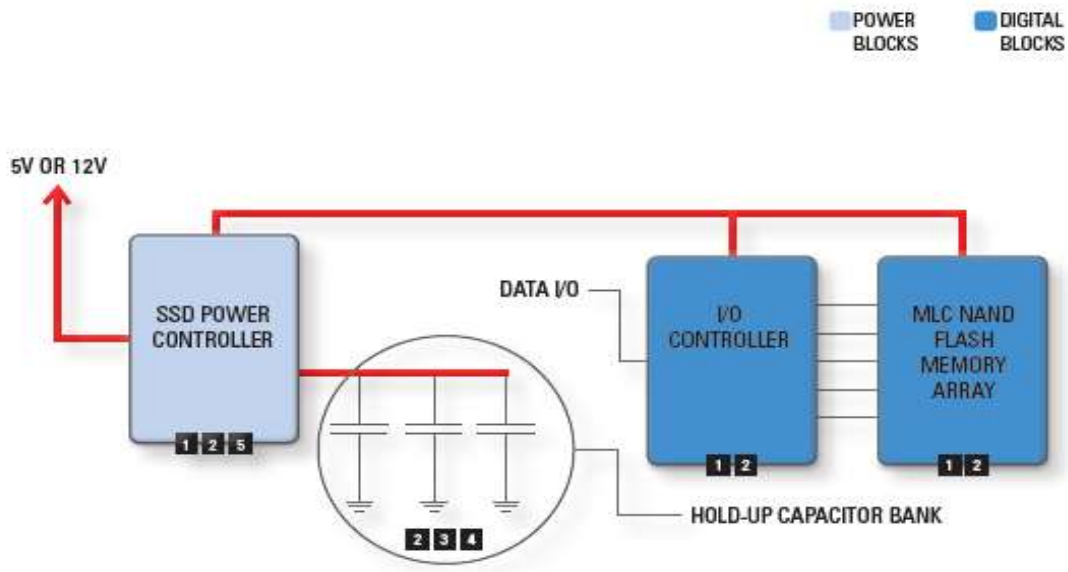 POWER
BLOCKS
DIGITAL
BLOCKS
5V OR 12V
SSD POWER
CONTROLLER
1 2 5
DATA I/O
I/O
CONTROLLER
1 2
MLC NAND
FLASH
MEMORY
ARRAY
1 2
2 3 4
HOLD-UP CAPACITOR BANK